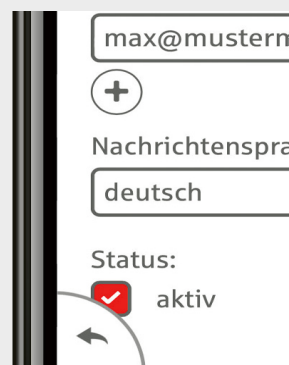 max@musterm
Nachrichtenspra
deutsch
Status:
aktiv